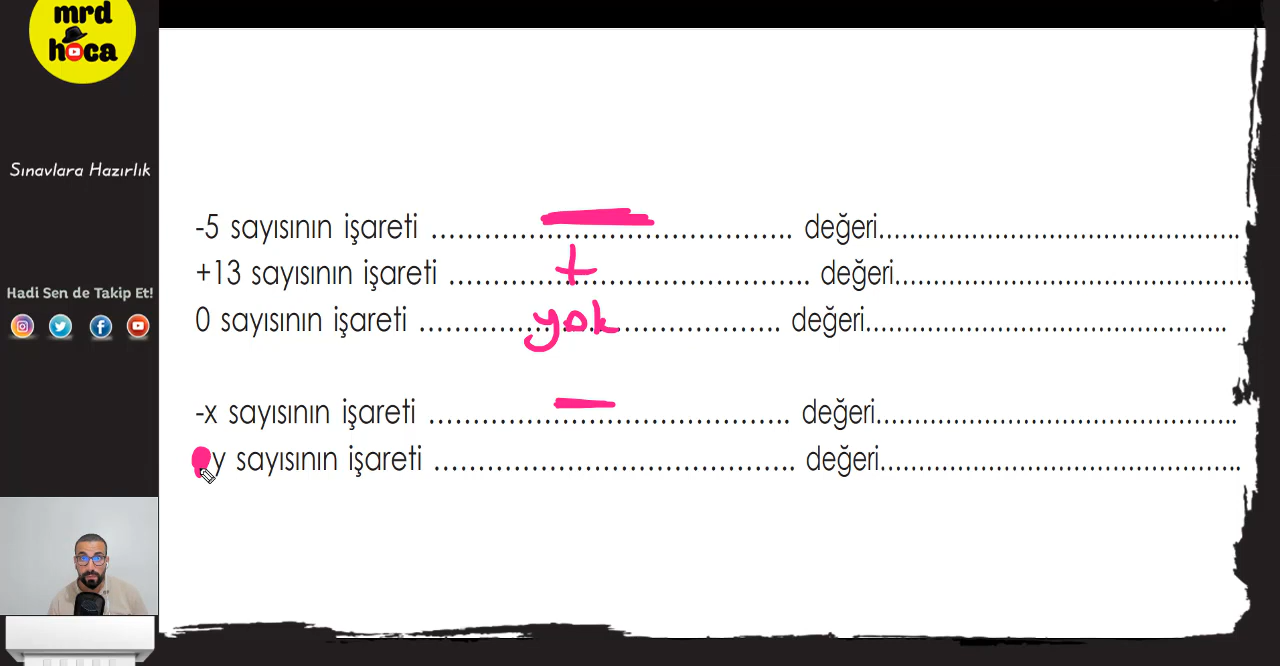 mrd
hoca
Sınavlara Hazırlık
Hadi Sen de Takip Et!
-5 sayısının işareti ........................................ değeri........................................
+13 sayısının işareti ........................+................ değeri........................................
0 sayısının işareti ................yok................ değeri........................................
-x sayısının işareti ........................................ değeri........................................
y sayısının işareti ........................................ değeri........................................